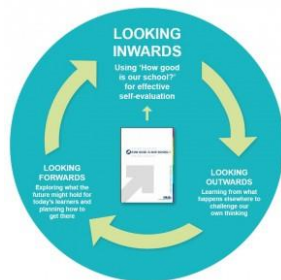 LOOKING
INWARDS
Using ‘How good
is our school?’
for effective
self-evaluation
LOOKING
FORWARDS
Exploring what the
future might hold for
today's learners and
planning how to
get there
LOOKING
OUTWARDS
Learning from what
happens elsewhere to
challenge our
own thinking